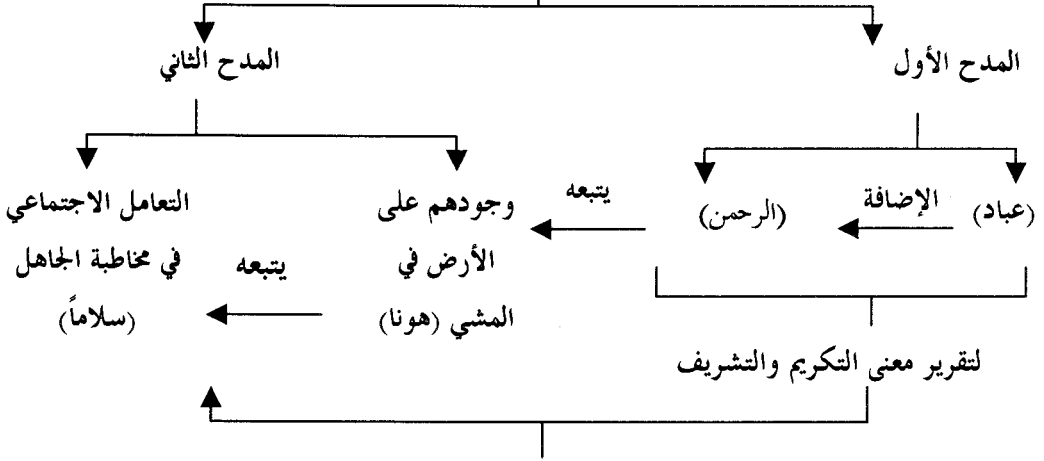 المدح الأول
المدح الثاني
(عباد)
الإضافة
(الرحمن)
يتبعه
وجودهم على
الأرض في
المشي (هونا)
يتبعه
التعامل الاجتماعي
في مخاطبة الجاهل
(سلاماً)
لتقرير معنى التكريم والتشريف